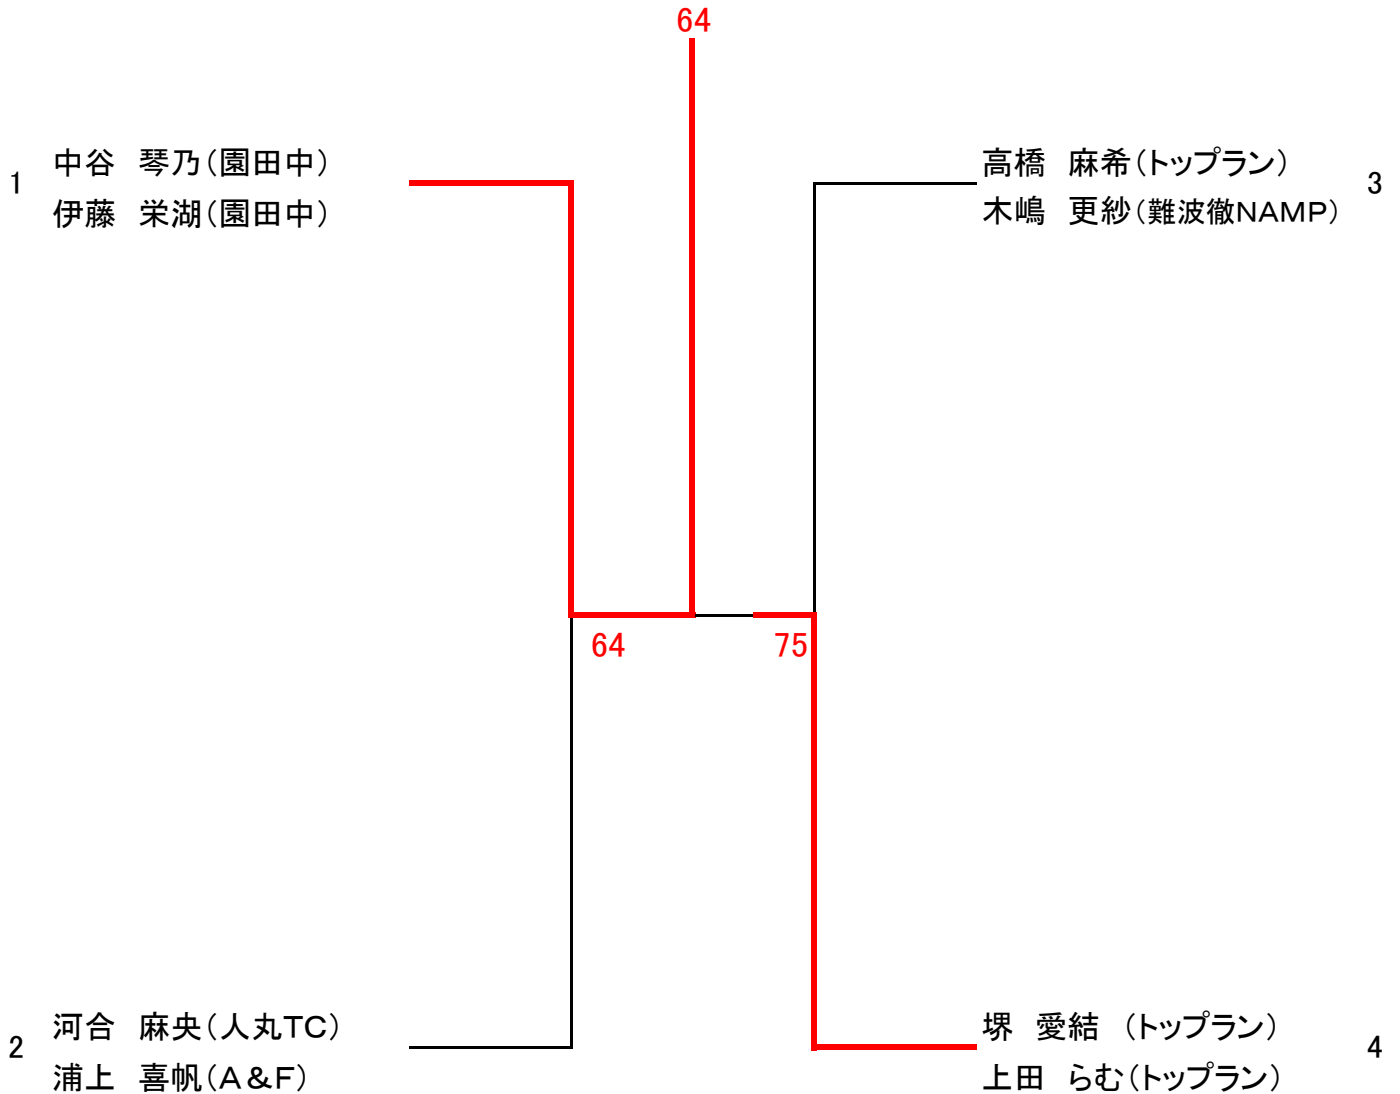 64
1
中谷　琴乃(園田中)
伊藤　栄湖(園田中)
高橋　麻希(トップラン)
木嶋　更紗(難波徹NAMP)
3
64
75
2
河合　麻央(人丸TC)
浦上　喜帆(A&F)
堺　愛結　(トップラン)
上田　らむ(トップラン)
4